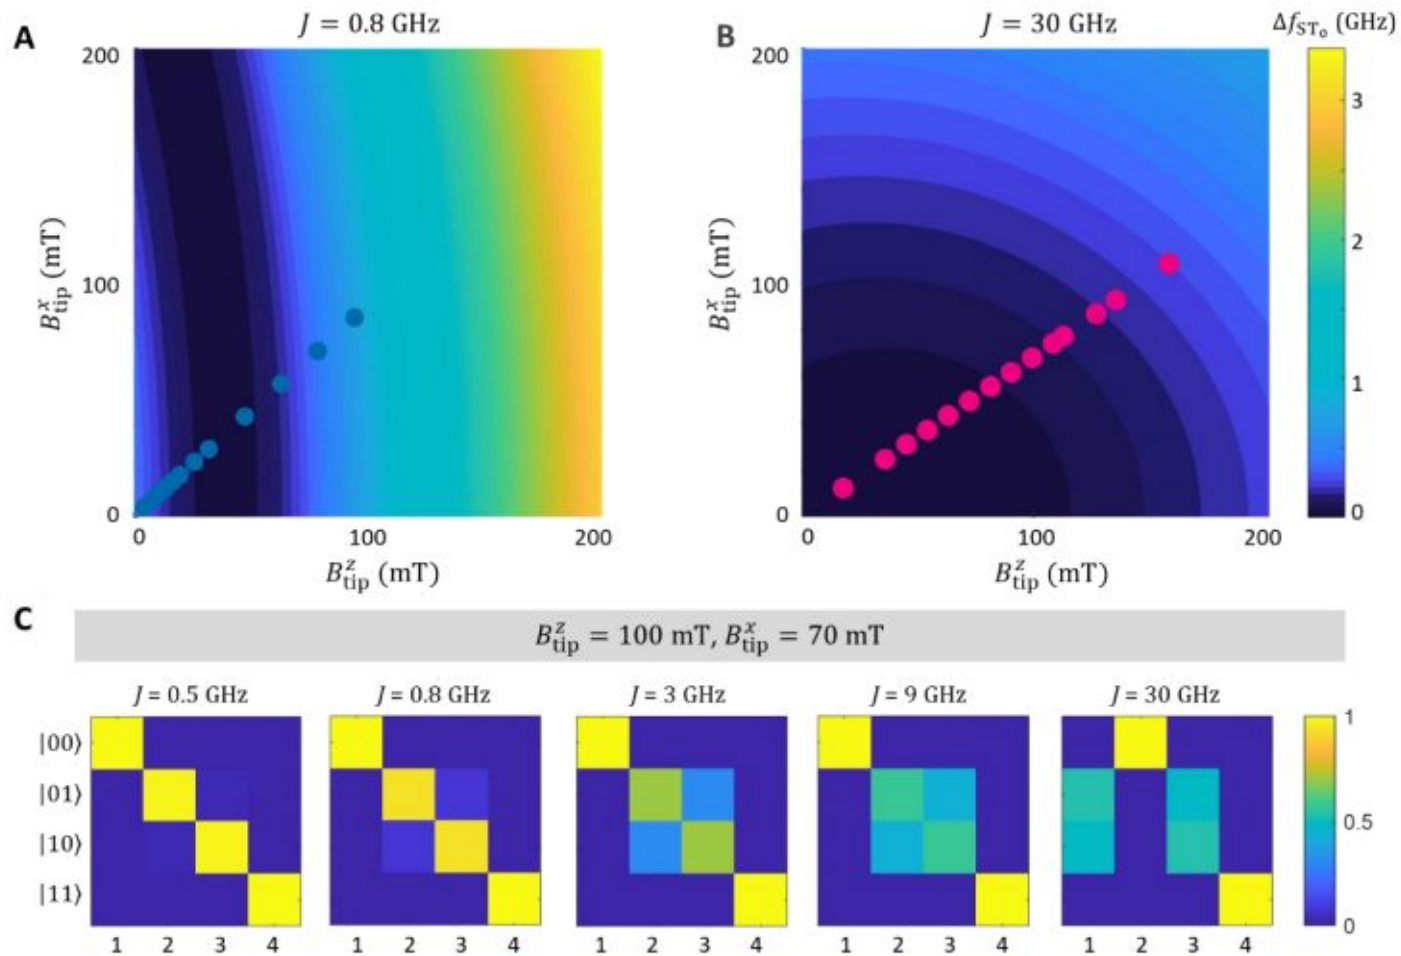 A
J = 0.8 GHz
B
J = 30 GHz
Δf_ST₀ (GHz)
200
100
0
B^x_tip (mT)
0 100 200
B^z_tip (mT)
200
100
0
B^x_tip (mT)
0 100 200
B^z_tip (mT)
3
2
1
0
C
B^z_tip = 100 mT, B^x_tip = 70 mT
J = 0.5 GHz
J = 0.8 GHz
J = 3 GHz
J = 9 GHz
J = 30 GHz
|00⟩
|01⟩
|10⟩
|11⟩
1 2 3 4
1 2 3 4
1 2 3 4
1 2 3 4
1 2 3 4
1
0.5
0